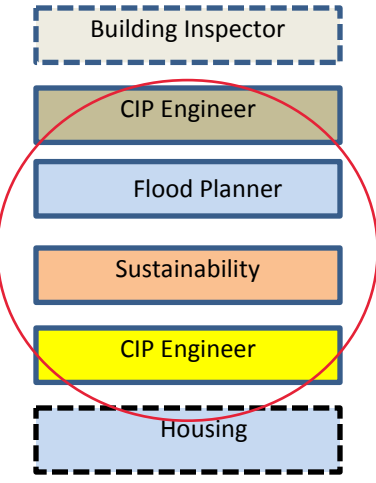 Building Inspector
CIP Engineer
Flood Planner
Sustainability
CIP Engineer
Housing